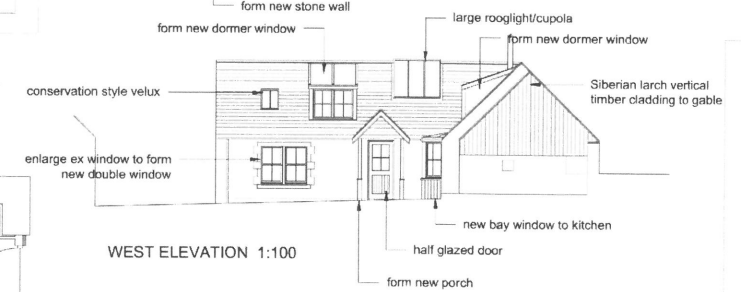 form new stone wall
large rooglight/cupola
form new dormer window
form new dormer window
conservation style velux
Siberian larch vertical
timber cladding to gable
enlarge ex window to form
new double window
new bay window to kitchen
WEST ELEVATION 1:100
half glazed door
form new porch